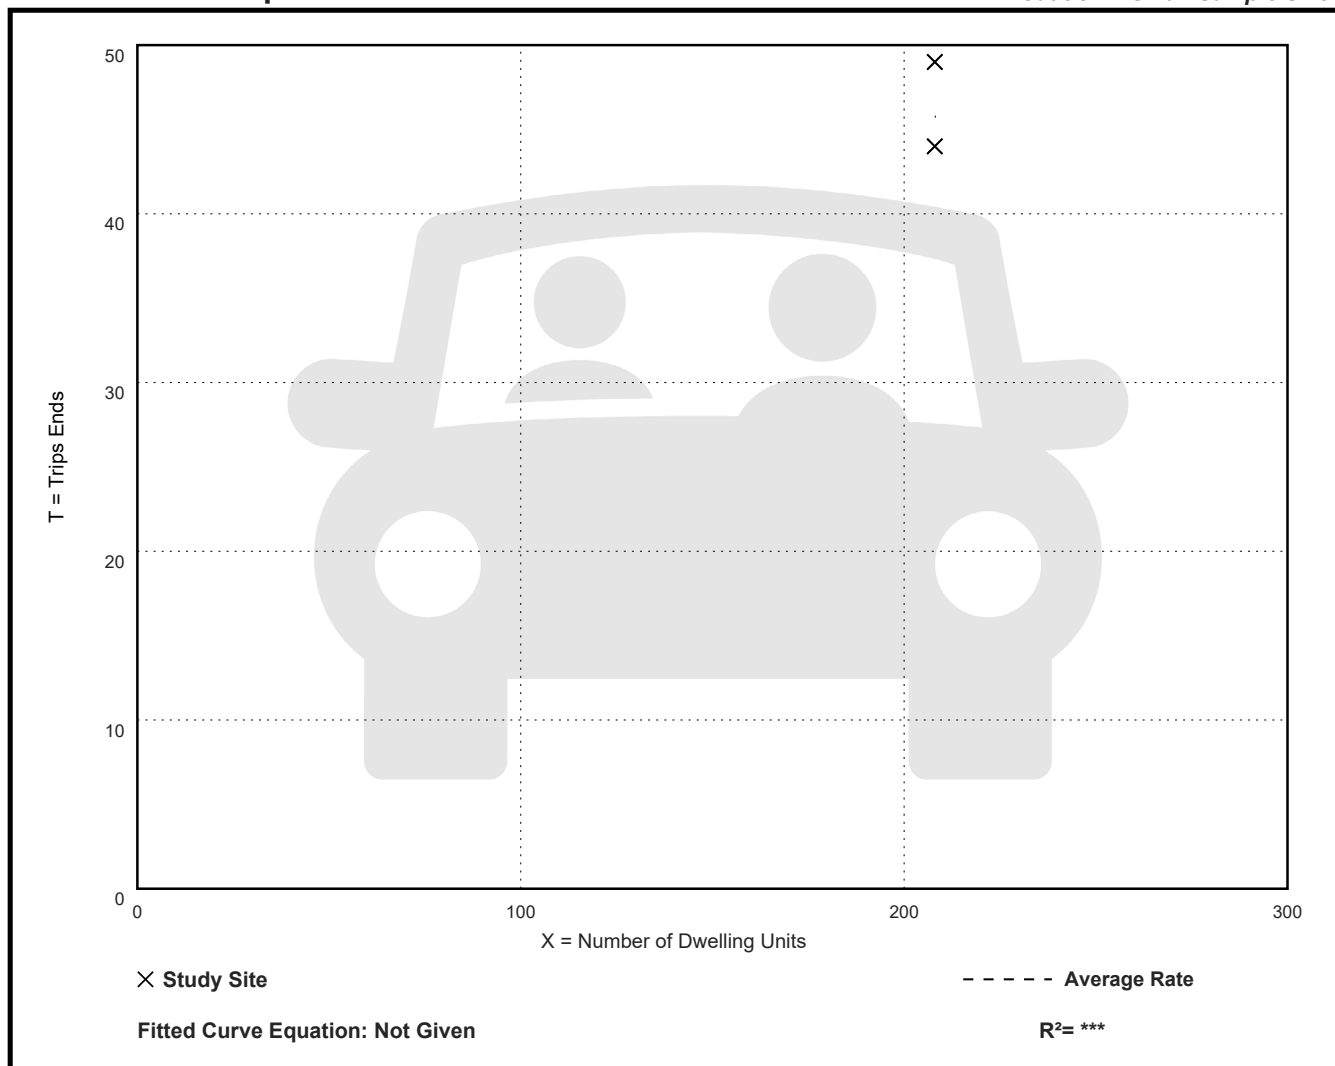 50
40
30
20
10
0
T = Trips Ends
0 100 200 300
X = Number of Dwelling Units
Study Site
Average Rate
Fitted Curve Equation: Not Given
R²= ***